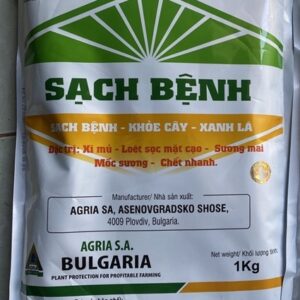 SẠCH BỆNH
SẠCH BỆNH - KHỎE CÂY - XANH LÁ
Đặc trị: Xì mủ - Loét sọc mặt cạo - Sương mai
Mốc sương - Chết nhanh.
Manufacturer/ Nhà sản xuất:
AGRIA SA, ASENOVGRADSKO SHOSE,
4009 Plovdiv, Bulgaria.
AGRIA S.A.
BULGARIA
PLANT PROTECTION FOR PROFITABLE FARMING
Net weight/ Khối lượng tịnh:
1Kg